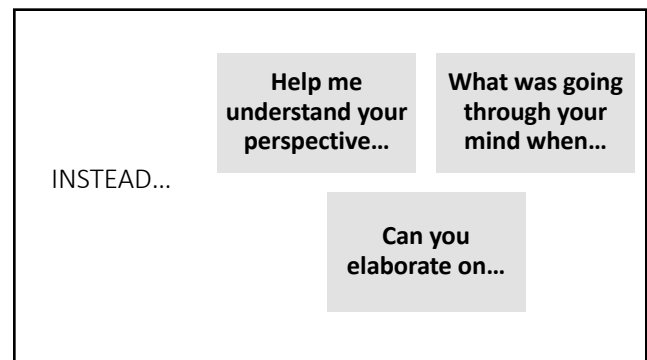 INSTEAD…
Help me
understand your
perspective…
What was going
through your
mind when…
Can you
elaborate on…